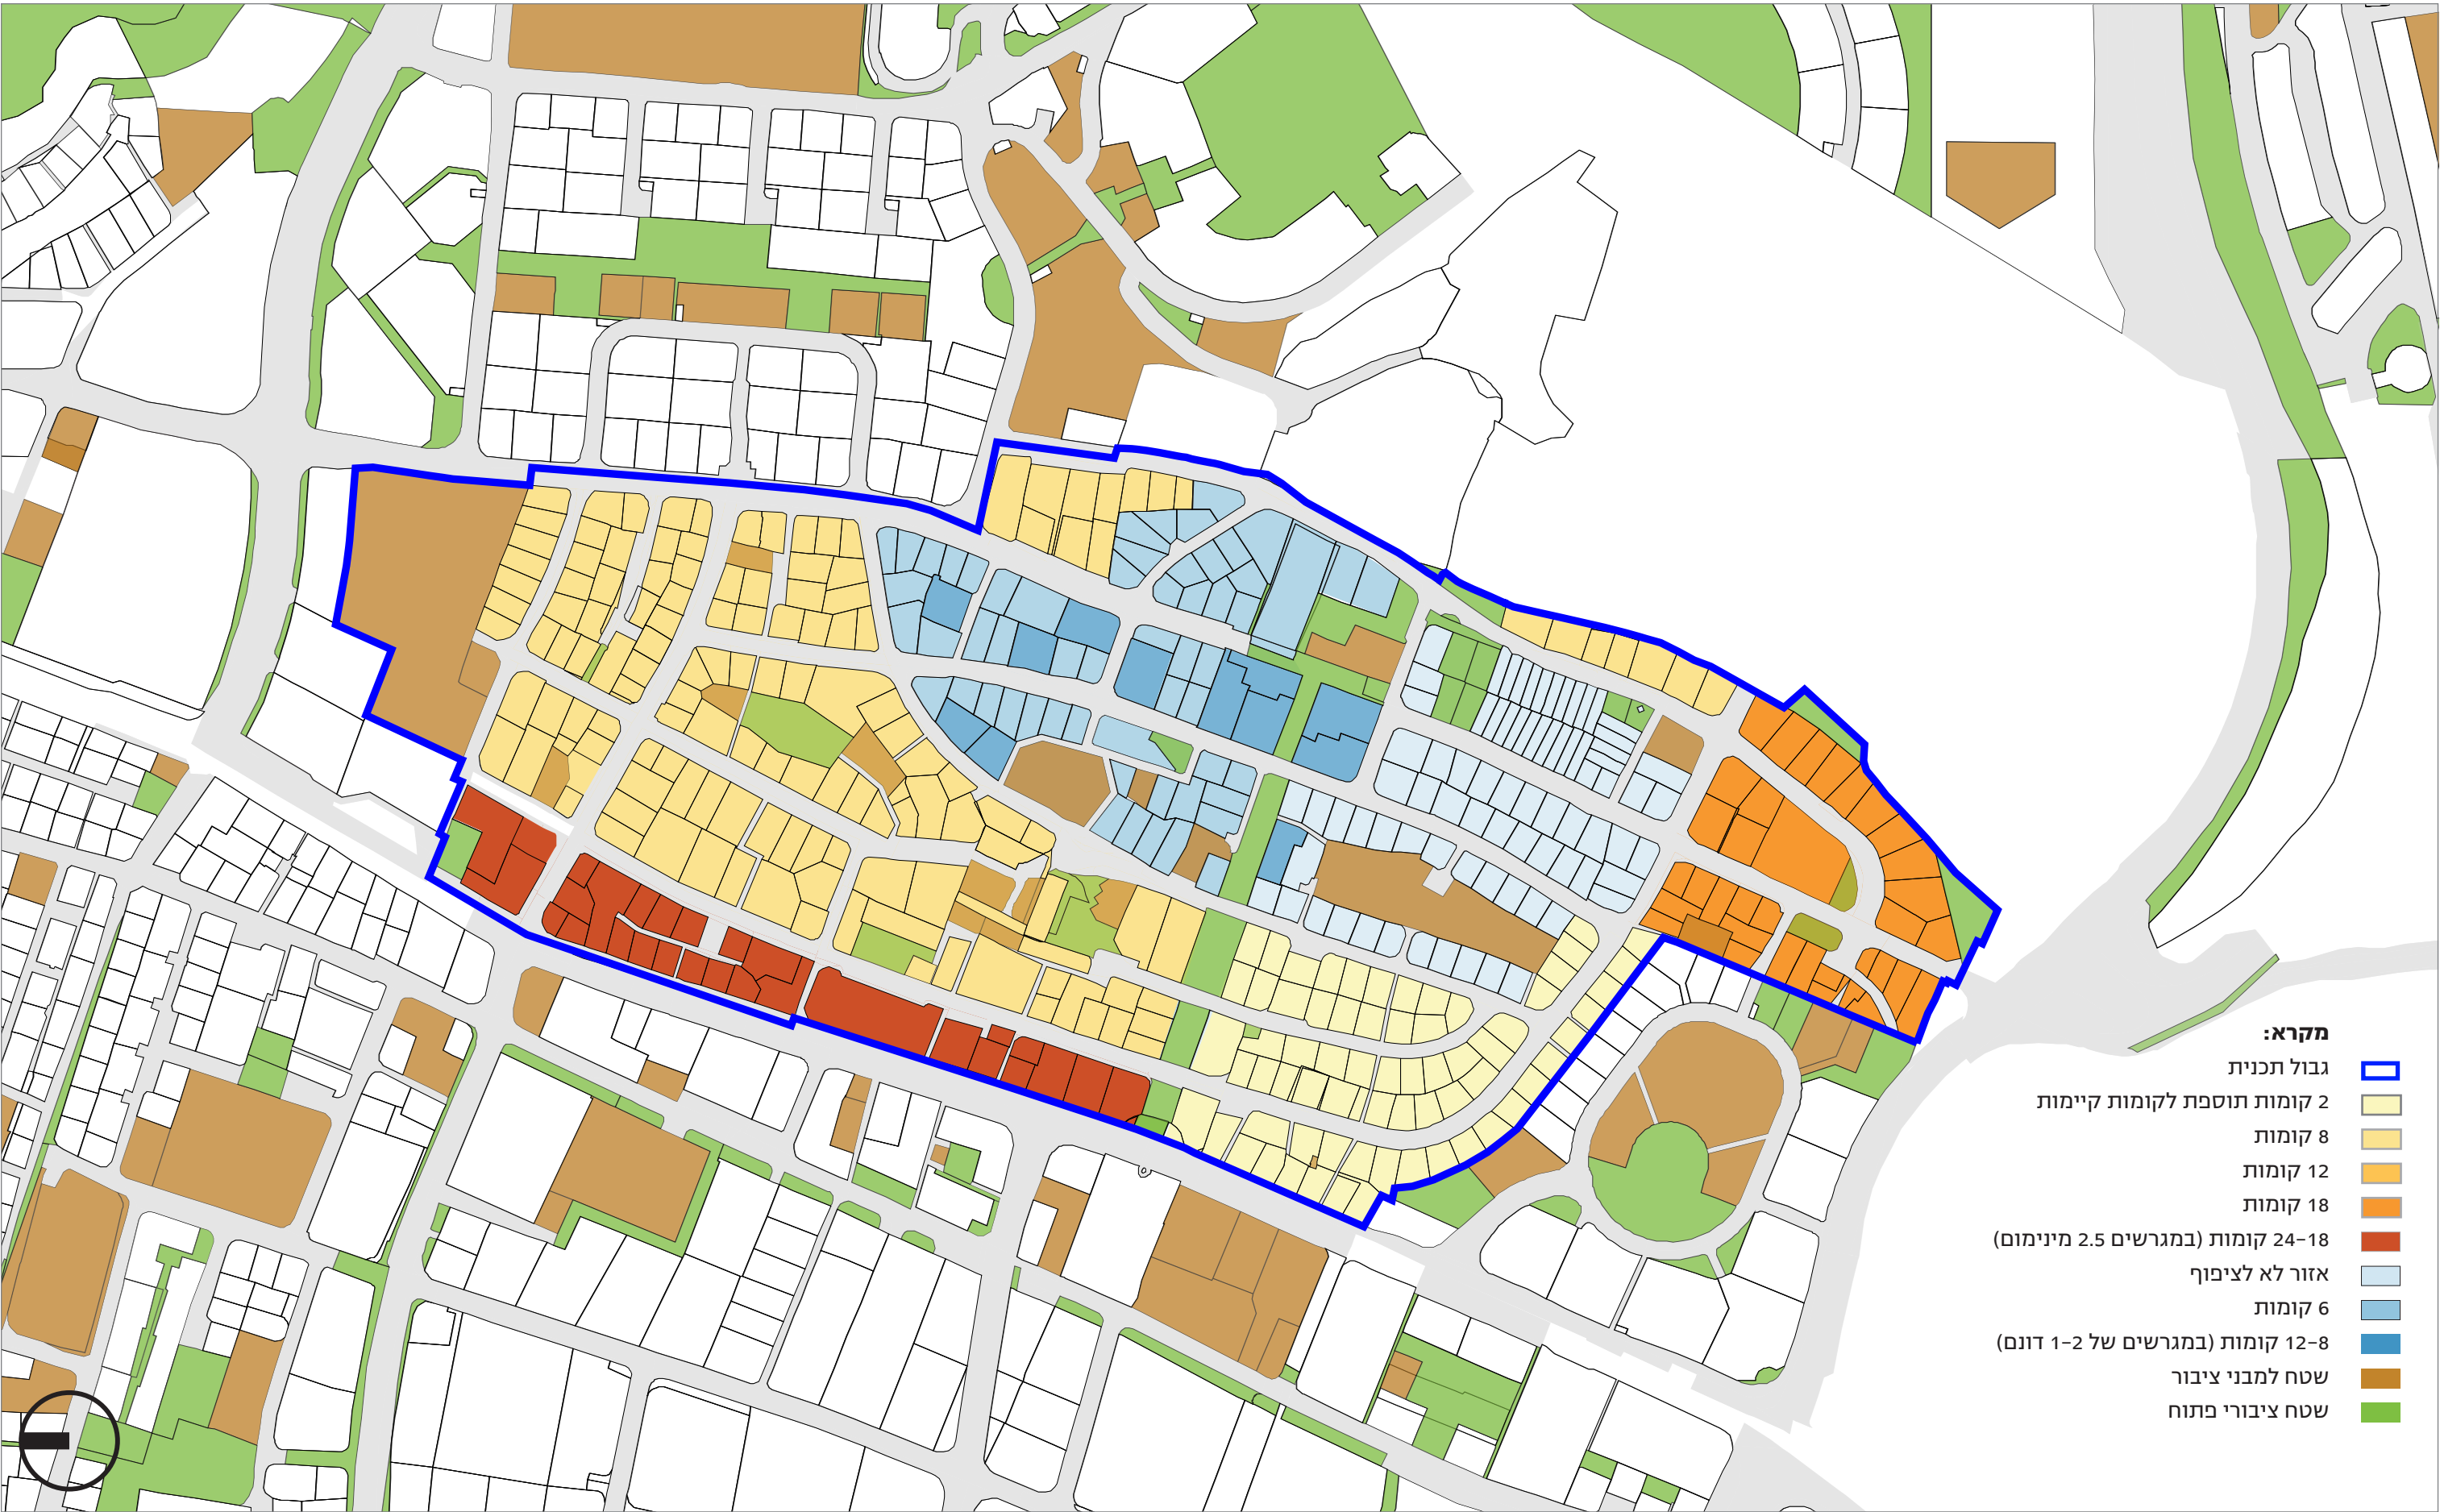 מקרא:
גבול תכנית
2 קומות תוספת לקומות קיימות
8 קומות
12 קומות
18 קומות
24-18 קומות (במגרשים 2.5 מינימום)
אזור לא לציפוף
6 קומות
12-8 קומות (במגרשים של 1-2 דונם)
שטח למבני ציבור
שטח ציבורי פתוח